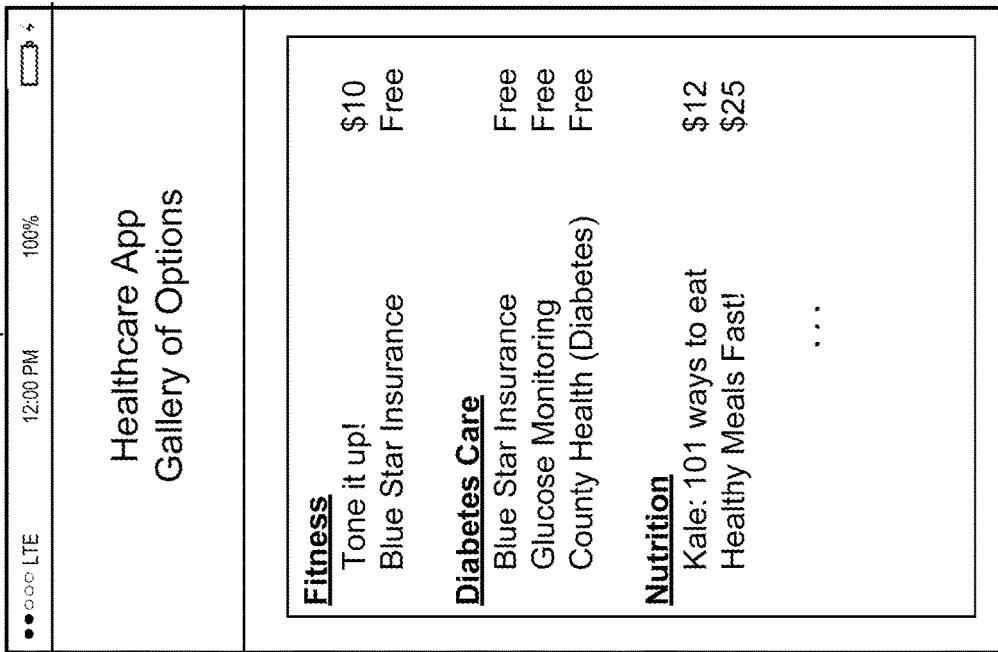 ●●○○○ LTE 12:00 PM 100%
Healthcare App
Gallery of Options
Fitness
Tone it up! $10
Blue Star Insurance Free
Diabetes Care
Blue Star Insurance Free
Glucose Monitoring Free
County Health (Diabetes) Free
Nutrition
Kale: 101 ways to eat $12
Healthy Meals Fast! $25
...